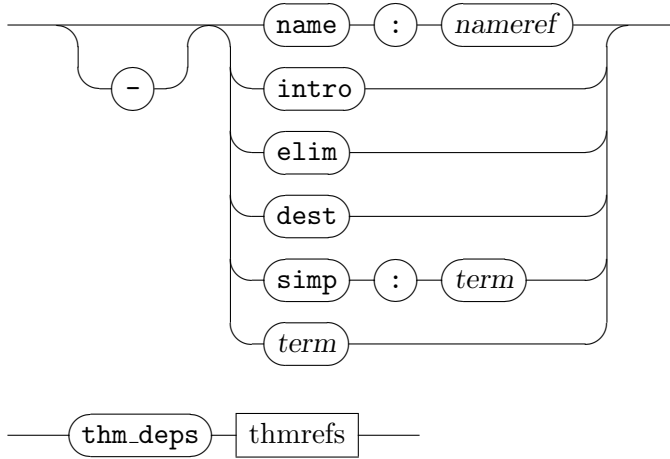 name : nameref
-
intro
elim
dest
simp : term
term
thm_deps thmrefs